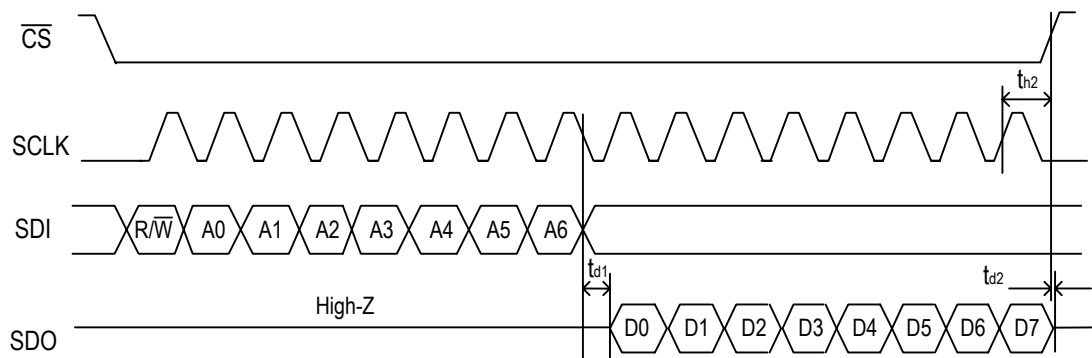 CS
th2
SCLK
SDI R/W A0 A1 A2 A3 A4 A5 A6
td1 td2
High-Z
SDO D0 D1 D2 D3 D4 D5 D6 D7